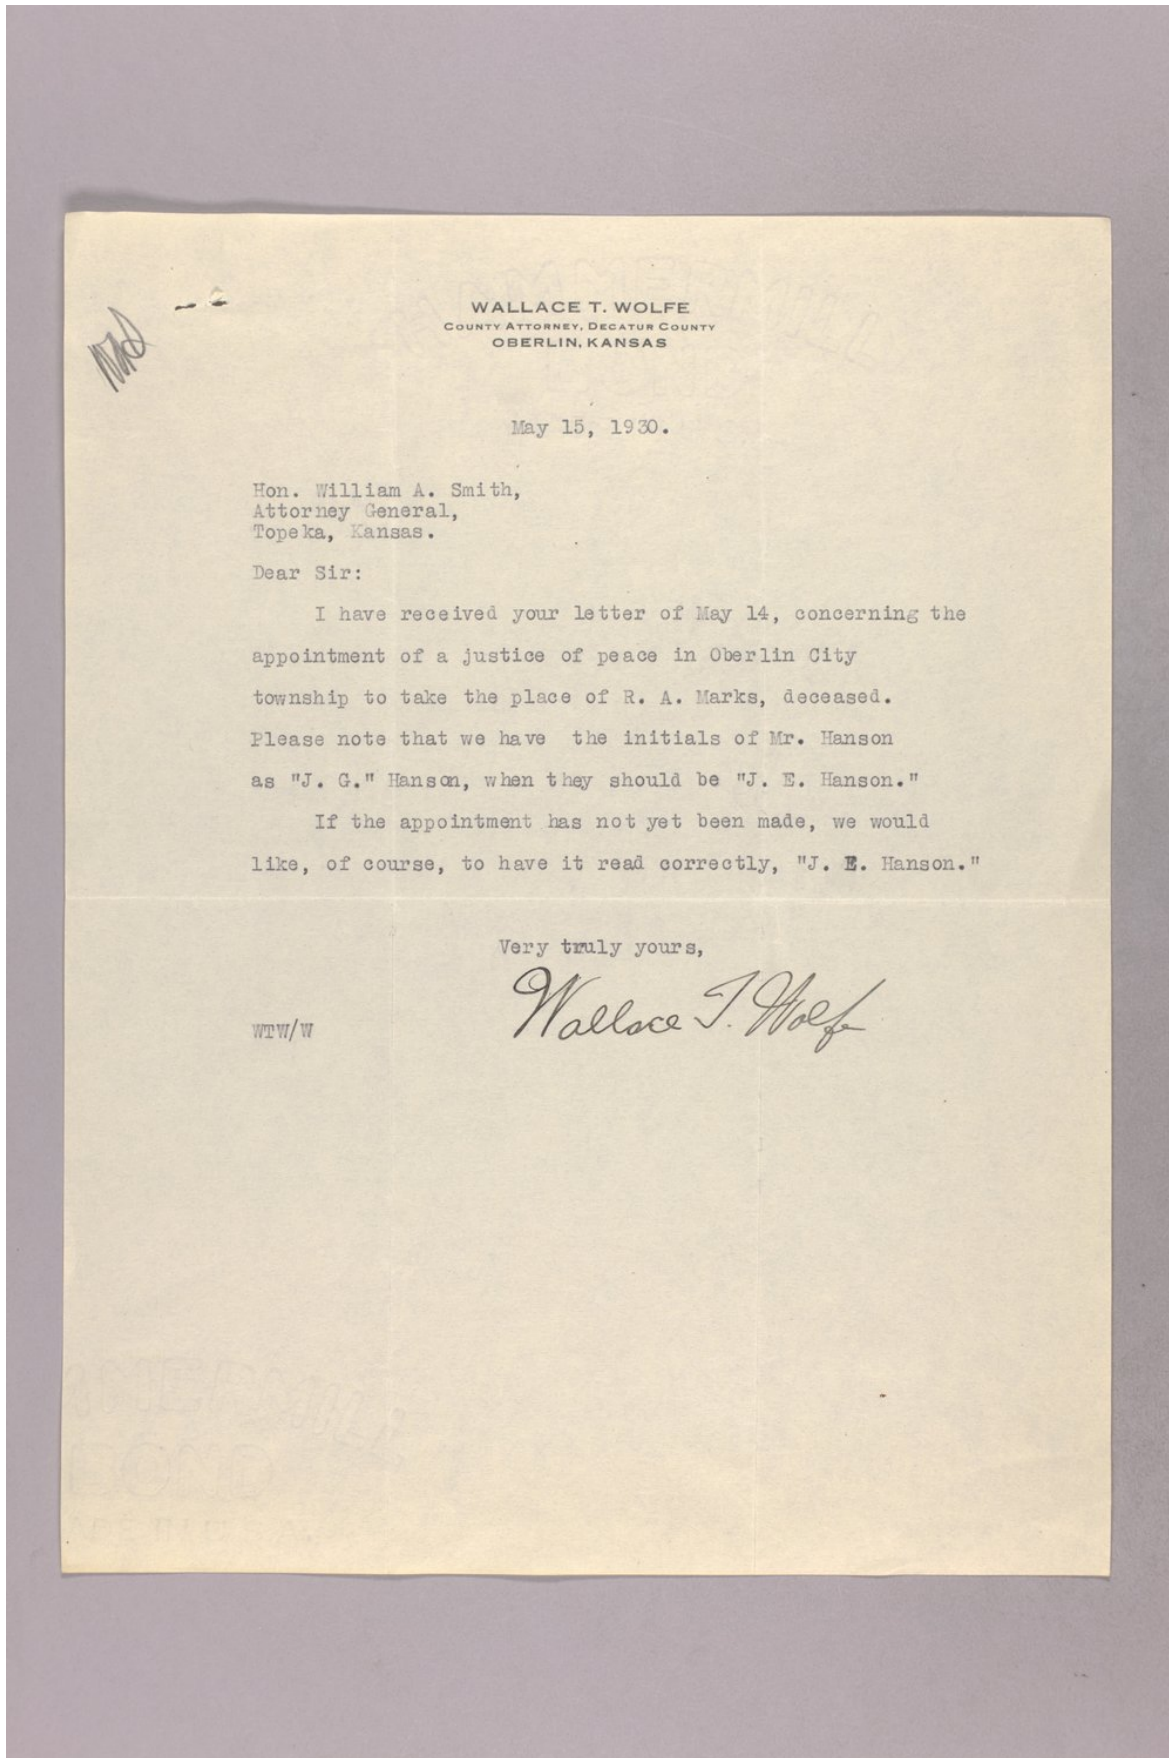 WALLACE T. WOLFE
COUNTY ATTORNEY, DECATUR COUNTY
OBERLIN, KANSAS
May 15, 1930.
Hon. William A. Smith,
Attorney General,
Topeka, Kansas.
Dear Sir:
I have received your letter of May 14, concerning the
appointment of a justice of peace in Oberlin City
township to take the place of R. A. Marks, deceased.
Please note that we have the initials of Mr. Hanson
as "J. G." Hanson, when they should be "J. E. Hanson."
If the appointment has not yet been made, we would
like, of course, to have it read correctly, "J. E. Hanson."
Very truly yours,
Wallace T. Wolfe
WTW/W